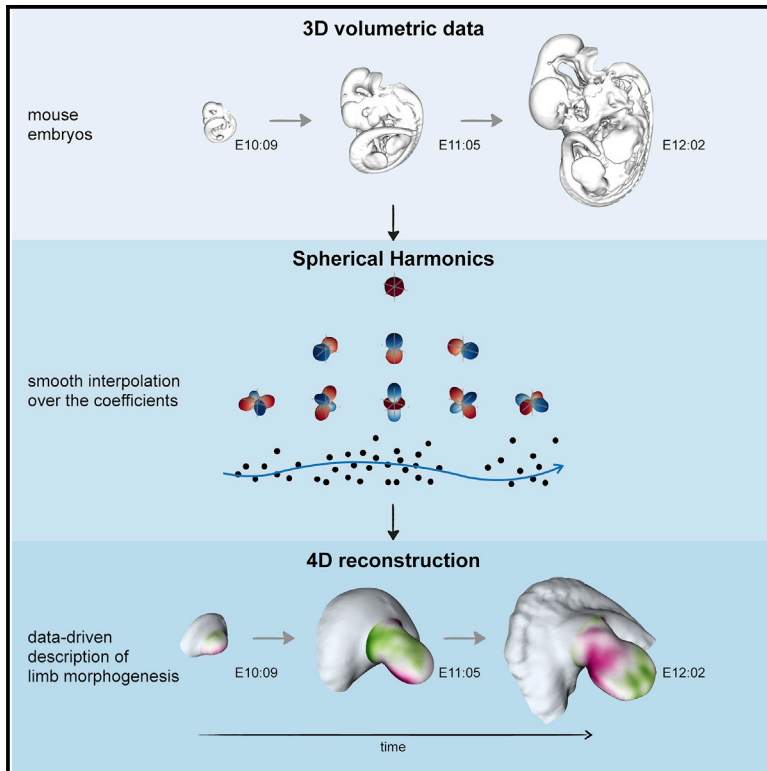 3D volumetric data
mouse
embryos
E10:09
E11:05
E12:02
Spherical Harmonics
smooth interpolation
over the coefficients
4D reconstruction
data-driven
description of
limb morphogenesis
E10:09
E11:05
E12:02
time